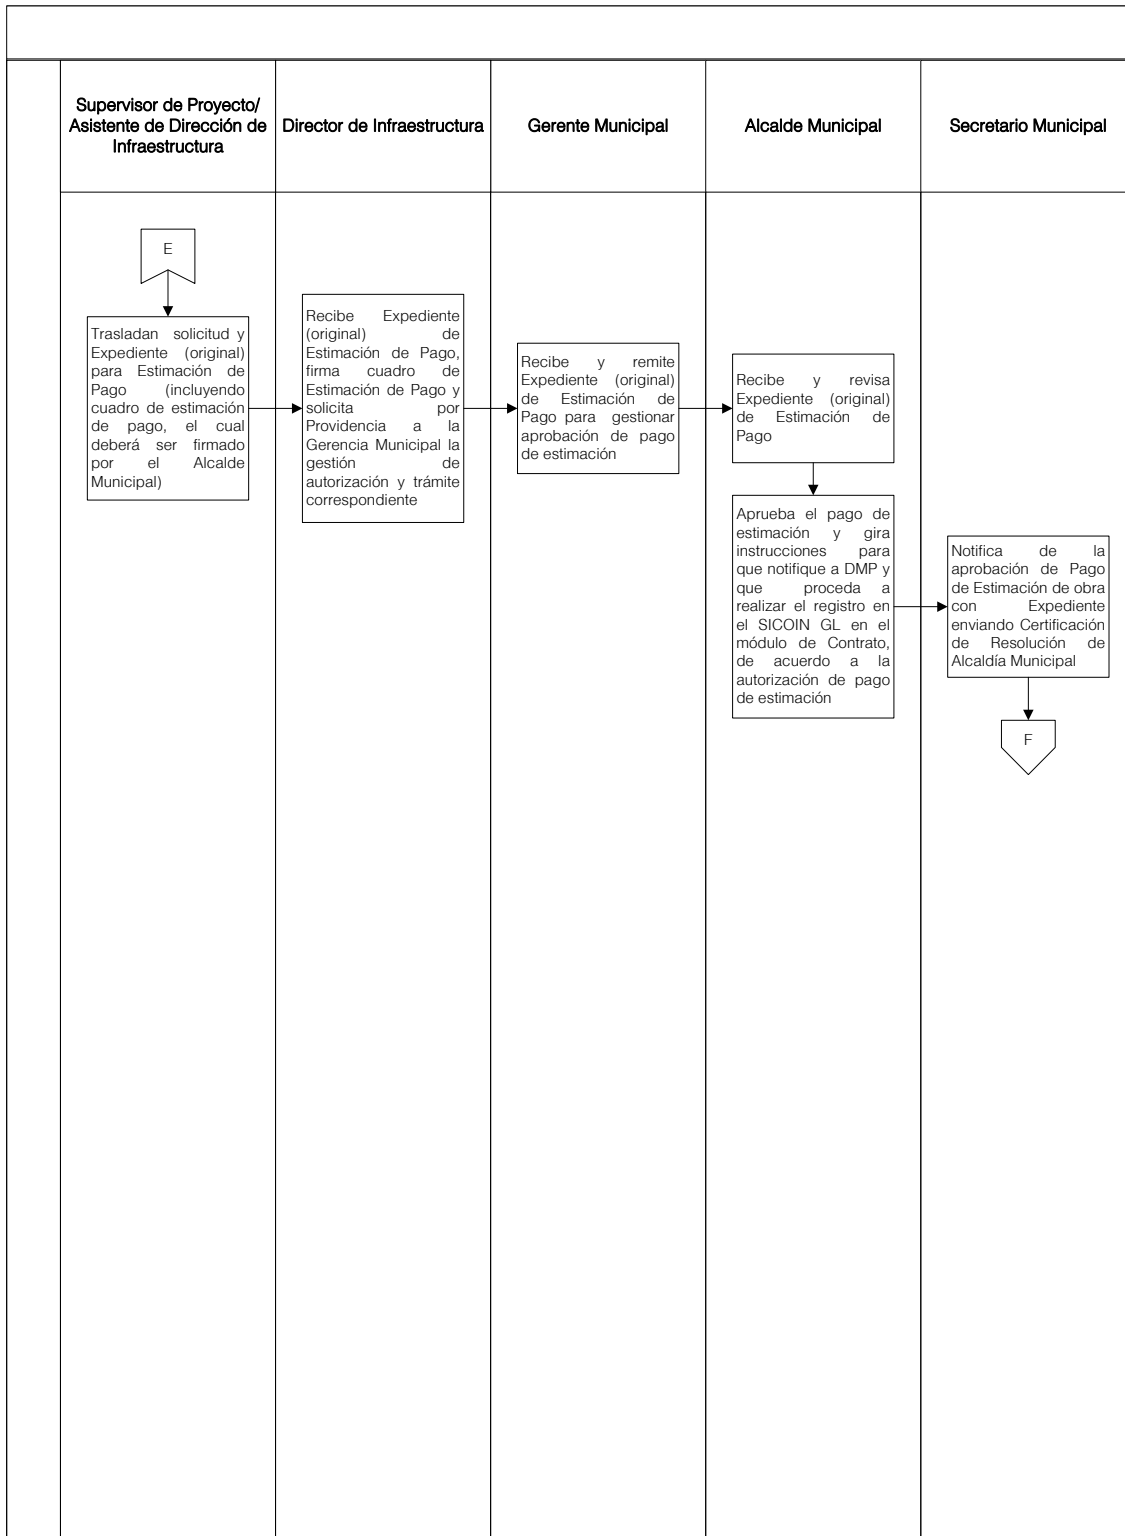 Supervisor de Proyecto/
Asistente de Dirección de
Infraestructura
Director de Infraestructura
Gerente Municipal
Alcalde Municipal
Secretario Municipal
E
Trasladan solicitud y
Expediente (original)
para Estimación de
Pago (incluyendo
cuadro de estimación
de pago, el cual
deberá ser firmado
por el Alcalde
Municipal)
Recibe Expediente
(original) de
Estimación de Pago,
firma cuadro de
Estimación de Pago y
solicita por
Providencia a la
Gerencia Municipal la
gestión de
autorización y trámite
correspondiente
Recibe y remite
Expediente (original)
de Estimación de
Pago para gestionar
aprobación de pago
de estimación
Recibe y revisa
Expediente (original)
de Estimación de
Pago
Aprueba el pago de
estimación y gira
instrucciones para
que notifique a DMP y
que proceda a
realizar el registro en
el SICOIN GL en el
módulo de Contrato,
de acuerdo a la
autorización de pago
de estimación
Notifica de la
aprobación de Pago
de Estimación de obra
con Expediente
enviando Certificación
de Resolución de
Alcaldía Municipal
F